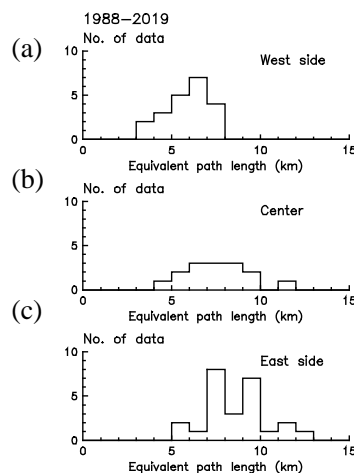 1988−2019
(a)
No. of data
10
West side
5
0
0 5 10 15
Equivalent path length (km)
(b)
No. of data
10
Center
5
0
0 5 10 15
Equivalent path length (km)
(c)
No. of data
10
East side
5
0
0 5 10 15
Equivalent path length (km)